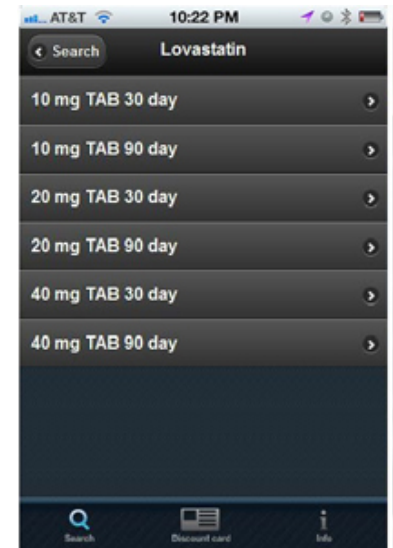 AT&T 10:22 PM
Search Lovastatin
10 mg TAB 30 day
10 mg TAB 90 day
20 mg TAB 30 day
20 mg TAB 90 day
40 mg TAB 30 day
40 mg TAB 90 day
Search Discount card Info